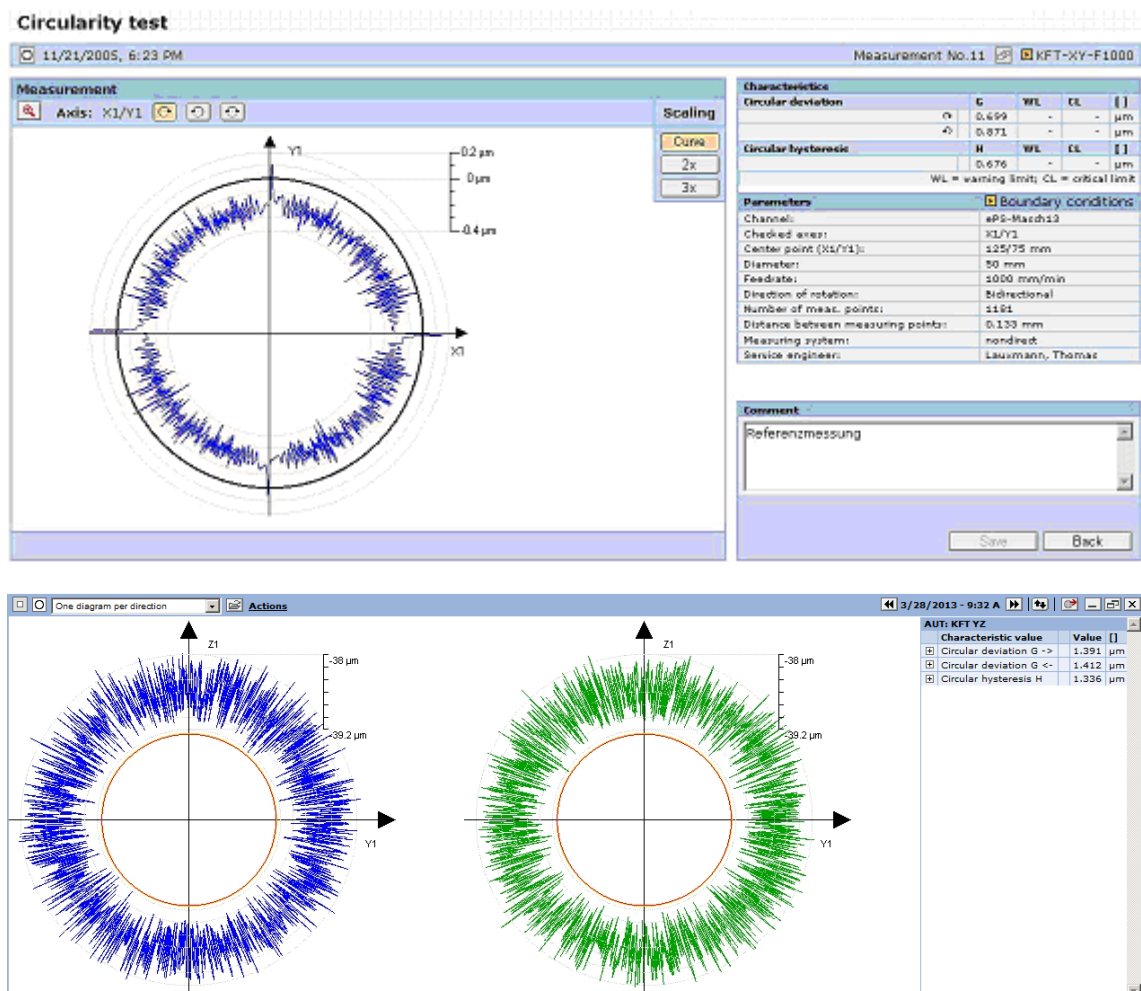 Circularity test
11/21/2005, 6:23 PM
Measurement No.11 KFT-XY-F1000
Measurement
Axis: X1/Y1
Scaling
Curve
2x
3x
Y1
0.2 µm
0µm
-0.4 µm
X1
Characteristics
Circular deviation G WL CL [ ]
0.699 - - µm
0.871 - - µm
Circular hysteresis H WL CL [ ]
0.676 - - µm
WL = warning limit; CL = critical limit
Parameters Boundary conditions
Channel: ePS-Masch13
Checked axes: X1/Y1
Center point (X1/Y1): 125/75 mm
Diameter: 50 mm
Feedrate: 1000 mm/min
Direction of rotation: Bidirectional
Number of meas. points: 1181
Distance between measuring points: 0.133 mm
Measuring system: nondirect
Service engineer: Lauxmann, Thomas
Comment
Referenzmessung
Save
Back
One diagram per direction
Actions
3/28/2013 - 9:32 A
Z1
-38 µm
-39.2 µm
Y1
Z1
-38 µm
-39.2 µm
Y1
AUT: KFT YZ
Characteristic value Value []
Circular deviation G -> 1.391 µm
Circular deviation G <- 1.412 µm
Circular hysteresis H 1.336 µm